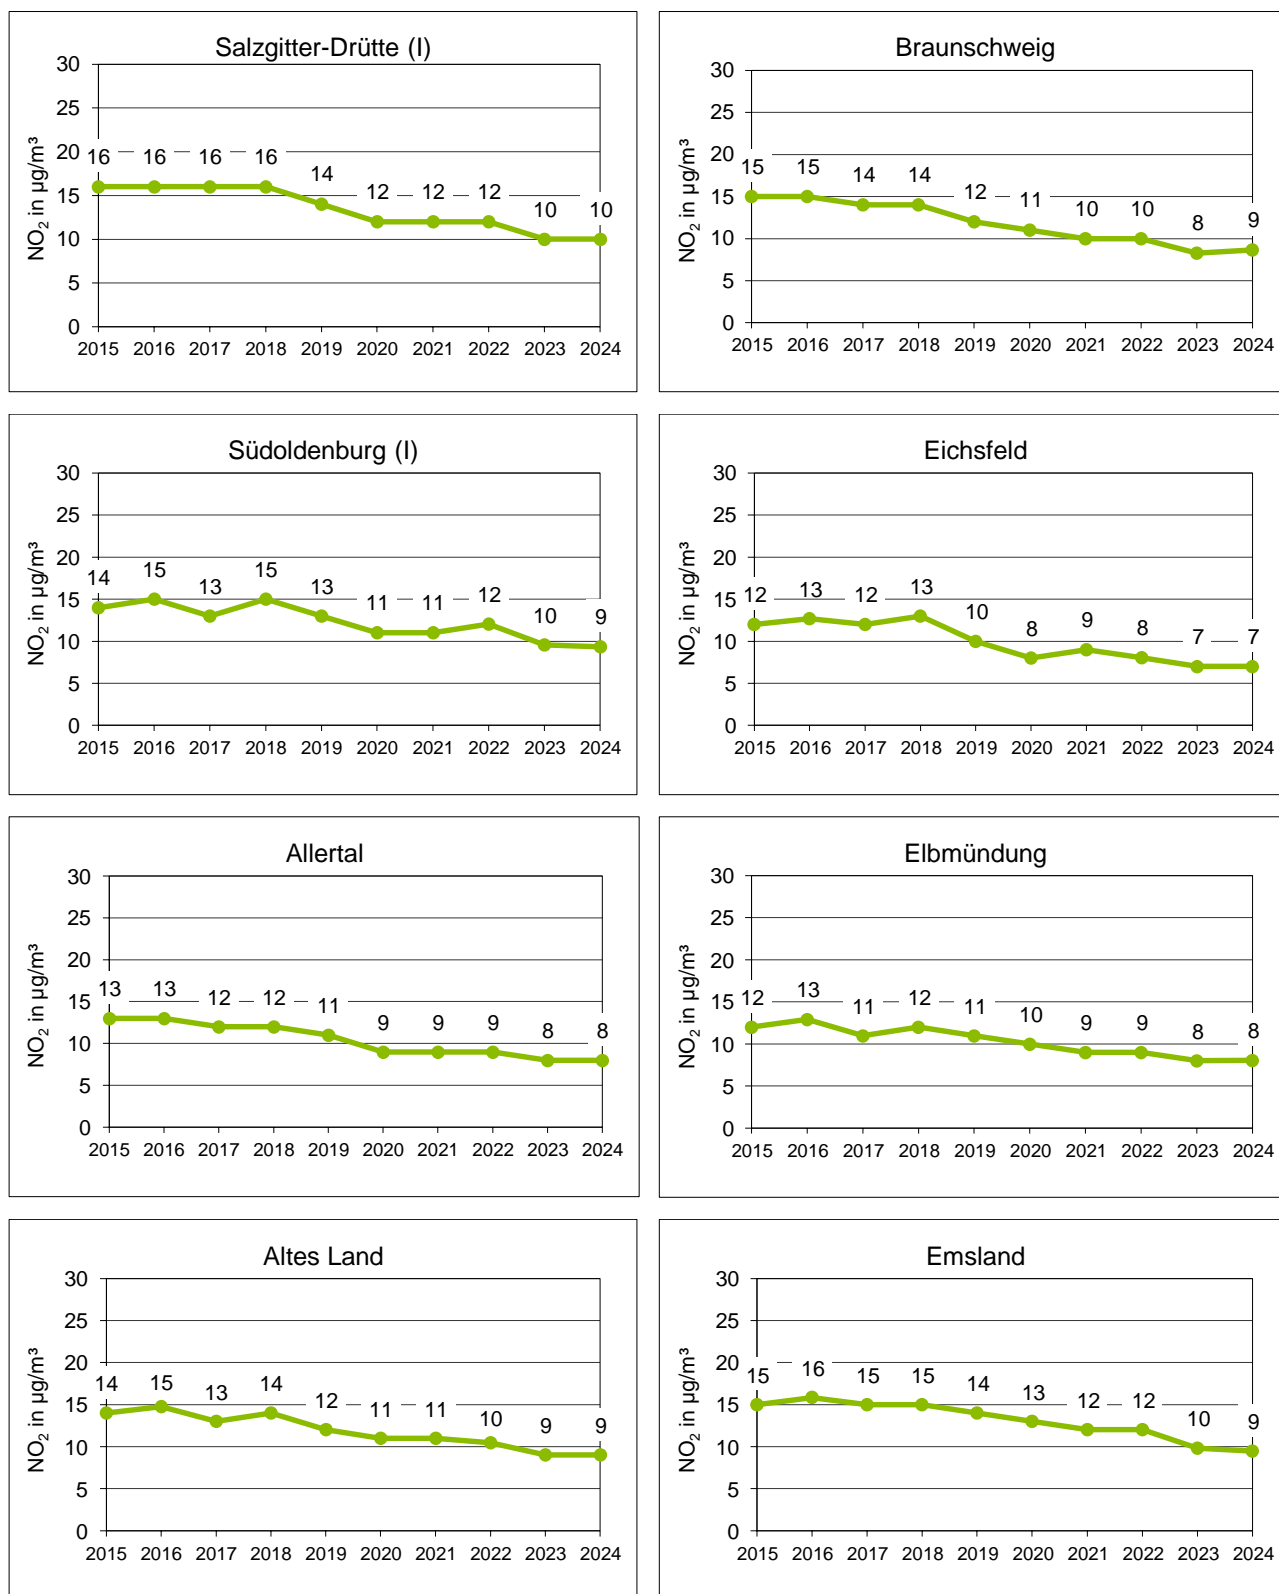 Salzgitter-Drütte (I)
NO₂ in µg/m³
30
25
20
15
10
5
0
16 16 16 16 14 12 12 12 10 10
2015 2016 2017 2018 2019 2020 2021 2022 2023 2024
Braunschweig
NO₂ in µg/m³
30
25
20
15
10
5
0
15 15 14 14 12 11 10 10 8 9
2015 2016 2017 2018 2019 2020 2021 2022 2023 2024
Südoldenburg (I)
NO₂ in µg/m³
30
25
20
15
10
5
0
14 15 13 15 13 11 11 12 10 9
2015 2016 2017 2018 2019 2020 2021 2022 2023 2024
Eichsfeld
NO₂ in µg/m³
30
25
20
15
10
5
0
12 13 12 13 10 8 9 8 7 7
2015 2016 2017 2018 2019 2020 2021 2022 2023 2024
Allertal
NO₂ in µg/m³
30
25
20
15
10
5
0
13 13 12 12 11 9 9 9 8 8
2015 2016 2017 2018 2019 2020 2021 2022 2023 2024
Elbmündung
NO₂ in µg/m³
30
25
20
15
10
5
0
12 13 11 12 11 10 9 9 8 8
2015 2016 2017 2018 2019 2020 2021 2022 2023 2024
Altes Land
NO₂ in µg/m³
30
25
20
15
10
5
0
14 15 13 14 12 11 11 10 9 9
2015 2016 2017 2018 2019 2020 2021 2022 2023 2024
Emsland
NO₂ in µg/m³
30
25
20
15
10
5
0
15 16 15 15 14 13 12 12 10 9
2015 2016 2017 2018 2019 2020 2021 2022 2023 2024